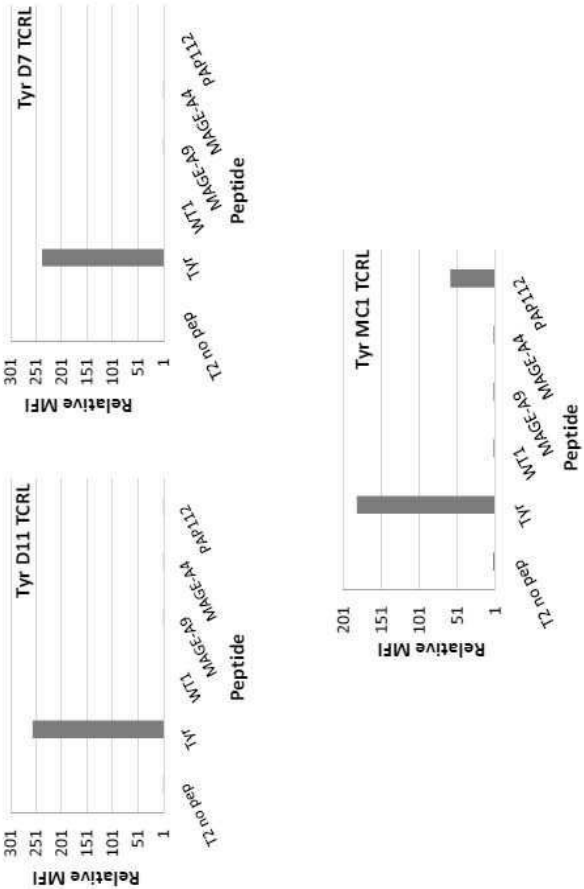 Tyr D11 TCRL
301
251
201
151
101
51
1
Relative MFI
T2 no pep
Tyr
WT1
MAGE-A9
MAGE-A4
PAP112
Peptide
Tyr D7 TCRL
301
251
201
151
101
51
1
Relative MFI
T2 no pep
Tyr
WT1
MAGE-A9
MAGE-A4
PAP112
Peptide
Tyr MC1 TCRL
201
151
101
51
1
Relative MFI
T2 no pep
Tyr
WT1
MAGE-A9
MAGE-A4
PAP112
Peptide